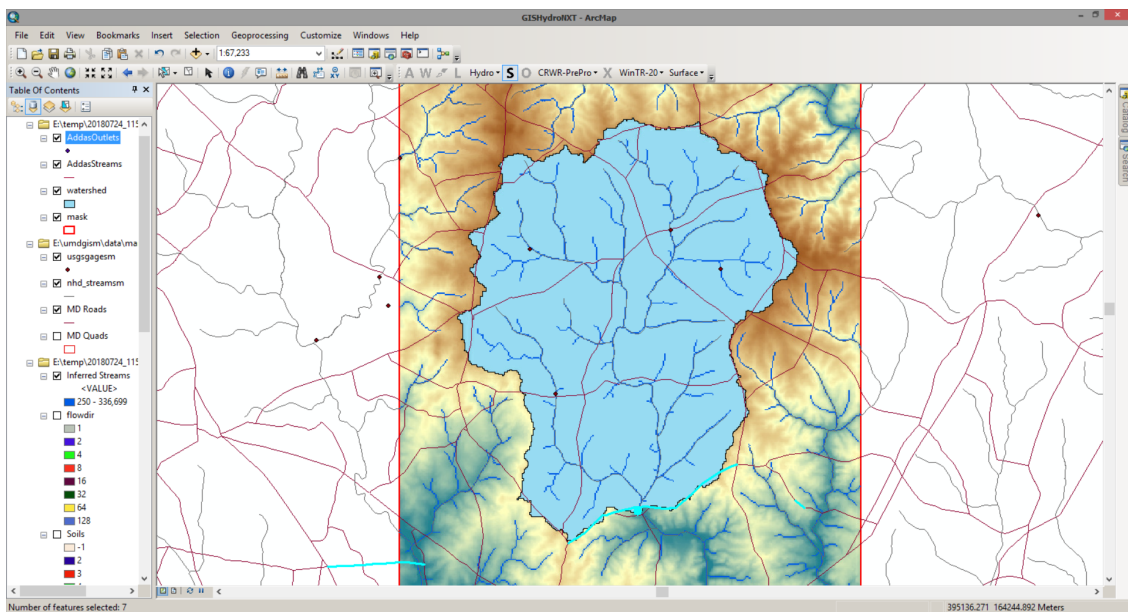 GISHydroNXT - ArcMap
File Edit View Bookmarks Insert Selection Geoprocessing Customize Windows Help
1:67,233
A W L Hydro S O CRWR-PrePro X WinTR-20 Surface
Table Of Contents
E:\temp\20180724_115
AddasOutlets
AddasStreams
watershed
mask
E:\umdgism\data\ma
usgsgagesm
nhd_streamsm
MD Roads
MD Quads
E:\temp\20180724_115
Inferred Streams
<VALUE>
250 - 336,699
flowdir
1
2
4
8
16
32
64
128
Soils
-1
2
3
Catalog
Search
Number of features selected: 7
395136.271 164244.892 Meters